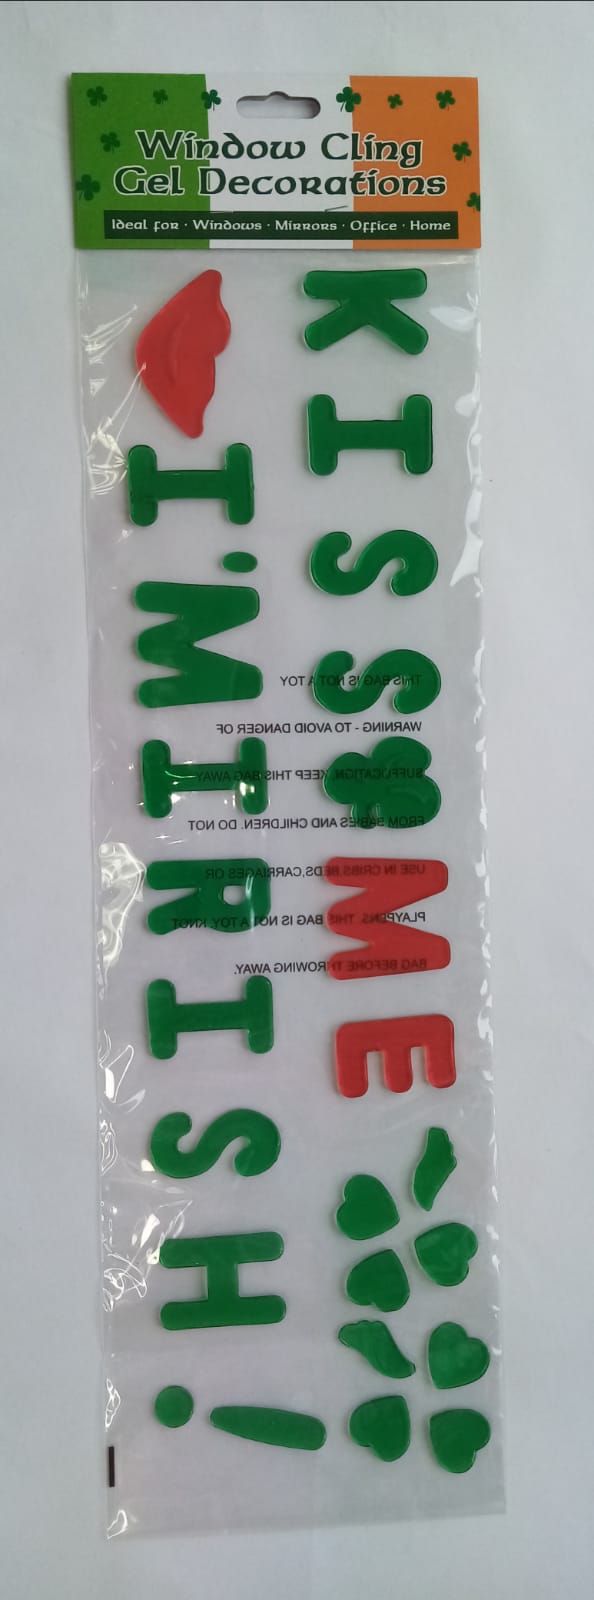 Window Cling
Gel Decorations
Ideal for · Windows · Mirrors · Office · Home
KISS ME
I'M IRISH!
THIS BAG IS NOT A TOY
WARNING - TO AVOID DANGER OF
SUFFOCATION, KEEP THIS BAG AWAY
FROM BABIES AND CHILDREN. DO NOT
USE IN CRIBS BEDS,CARRIAGES OR
PLAYPENS. THIS BAG IS NOT A TOY. KNOT
BAG BEFORE THROWING AWAY.